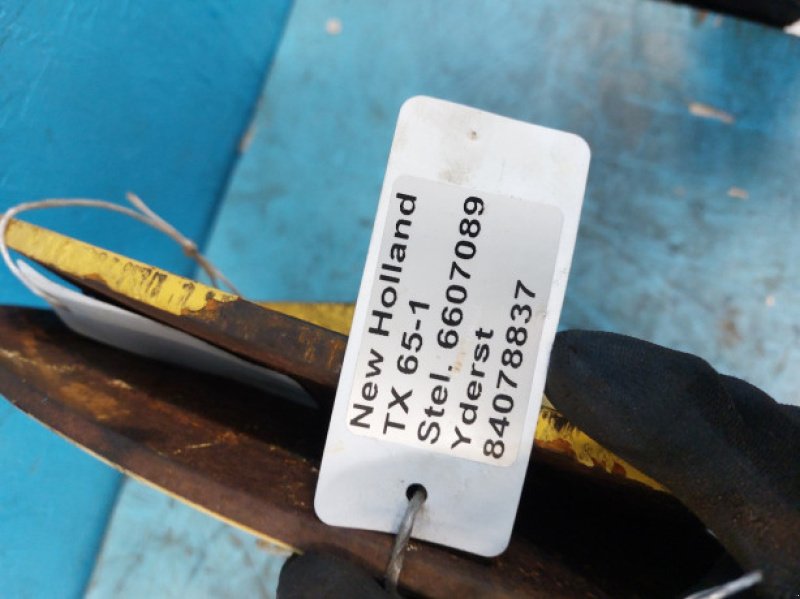 New Holland
TX 65-1
Stel. 6607089
Yderst
84078837